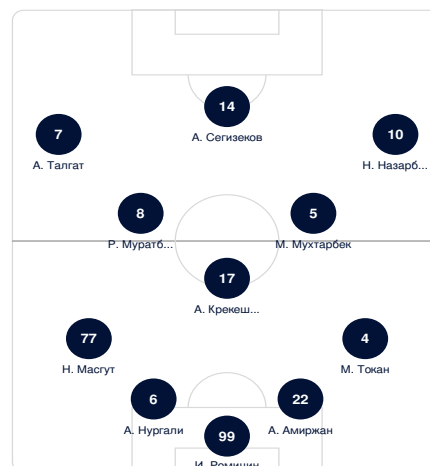 14
А. Сегизеков
7
А. Талгат
10
Н. Назарб...
8
Р. Муратб...
5
М. Мухтарбек
17
А. Крекеш...
77
Н. Масгут
4
М. Токан
6
А. Нургали
22
А. Амиржан
99
И.